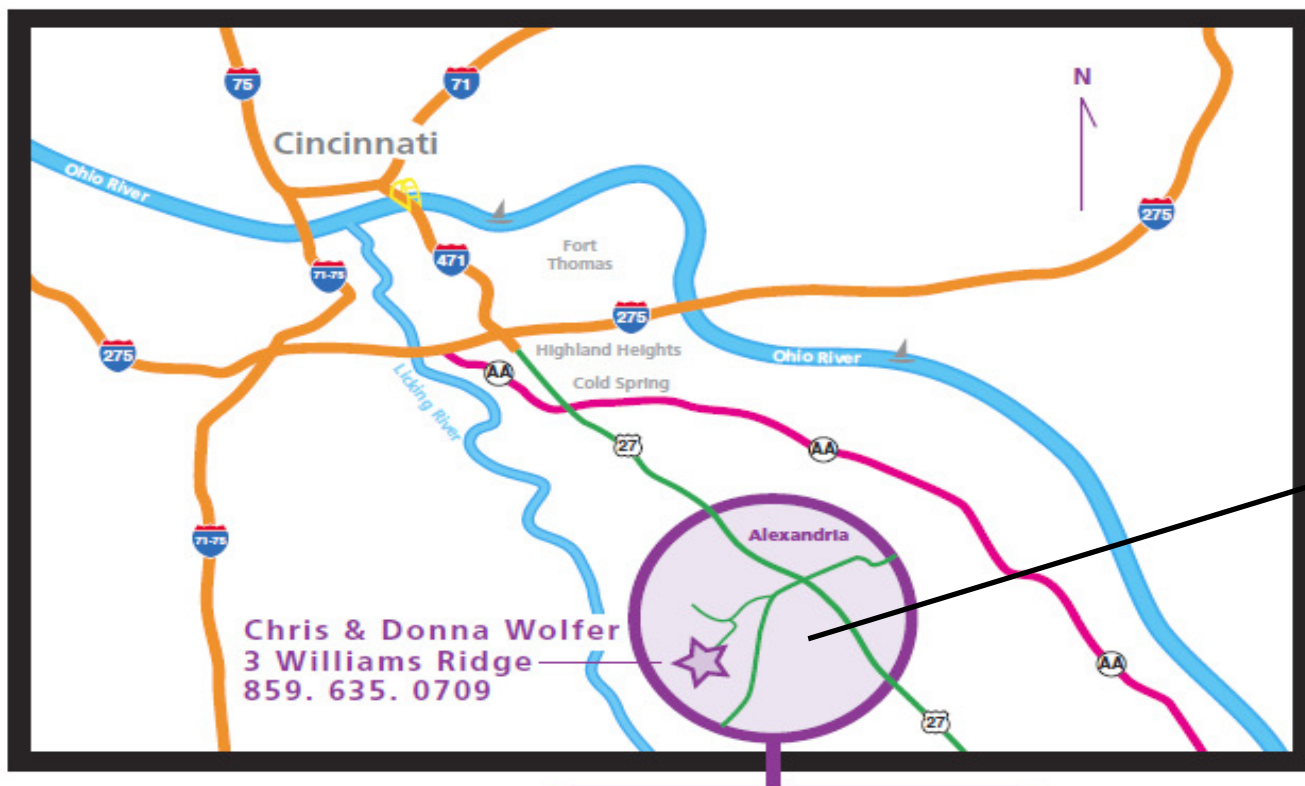 75
71
N
Cincinnati
Ohio River
275
471
Fort
Thomas
71-75
275
275
Highland Heights
Ohio River
AA
Cold Spring
Licking River
27
AA
Alexandria
71-75
Chris & Donna Wolfer
3 Williams Ridge
859. 635. 0709
AA
27